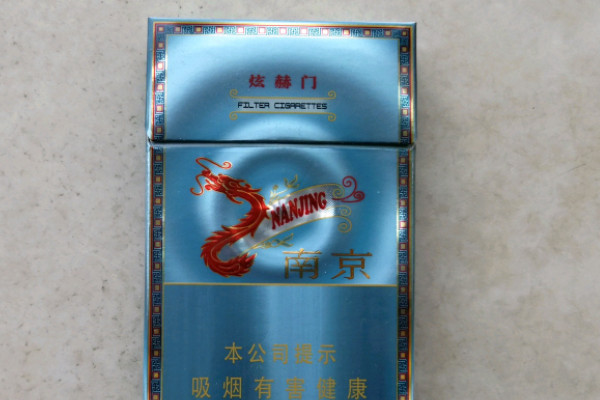 炫赫门
FILTER CIGARETTES
NANJING
南京
本公司提示
吸烟有害健康